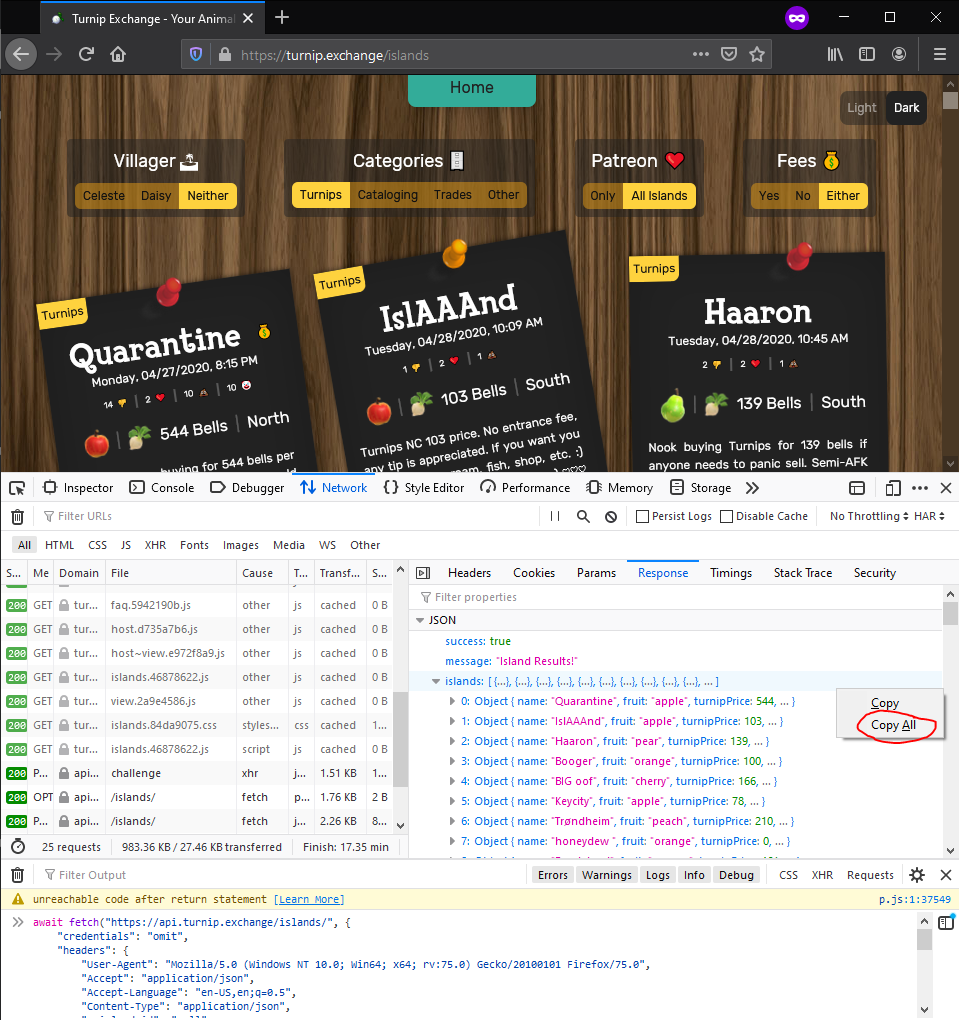 Turnip Exchange - Your Animal
https://turnip.exchange/islands
Home
Light Dark
Villager
Celeste Daisy Neither
Categories
Turnips Cataloging Trades Other
Patreon
Only All Islands
Fees
Yes No Either
Turnips
Quarantine
Monday, 04/27/2020, 8:15 PM
14 | 2 | 10 | 10
544 Bells | North
buying for 544 bells per
Turnips
IslAAAnd
Tuesday, 04/28/2020, 10:09 AM
1 | 2 | 1
103 Bells | South
Turnips NC 103 price. No entrance fee,
any tip is appreciated. If you want you
fish, shop, etc. :)
Turnips
Haaron
Tuesday, 04/28/2020, 10:45 AM
2 | 2 | 1
139 Bells | South
Nook buying Turnips for 139 bells if
anyone needs to panic sell. Semi-AFK
Inspector Console Debugger Network Style Editor Performance Memory Storage
Filter URLs
Persist Logs Disable Cache No Throttling HAR
All HTML CSS JS XHR Fonts Images Media WS Other
S... Me Domain File Cause T... Transf... S...
200 GET tur... faq.5942190b.js other js cached 0 B
200 GET tur... host.d735a7b6.js other js cached 0 B
200 GET tur... host~view.e972f8a9.js other js cached 0 B
200 GET tur... islands.46878622.js other js cached 0 B
200 GET tur... view.2a9e4586.js other js cached 0 B
200 GET tur... islands.84da9075.css styles... css cached 1...
200 GET tur... islands.46878622.js script js cached 0 B
200 P... api... challenge xhr j... 1.51 KB 1...
OPT api... /islands/ fetch p... 1.76 KB 2 B
200 P... api... /islands/ fetch j... 2.26 KB 8...
25 requests 983.36 KB / 27.46 KB transferred Finish: 17.35 min
Headers Cookies Params Response Timings Stack Trace Security
Filter properties
JSON
success: true
message: "Island Results!"
islands: [ {...}, {...}, {...}, {...}, {...}, {...}, {...}, {...}, {...}, {...}, ... ]
0: Object { name: "Quarantine", fruit: "apple", turnipPrice: 544, ... }
1: Object { name: "IslAAAnd", fruit: "apple", turnipPrice: 103, ... }
2: Object { name: "Haaron", fruit: "pear", turnipPrice: 139, ... }
3: Object { name: "Booger", fruit: "orange", turnipPrice: 100, ... }
4: Object { name: "BIG oof", fruit: "cherry", turnipPrice: 166, ... }
5: Object { name: "Keycity", fruit: "apple", turnipPrice: 78, ... }
6: Object { name: "Trøndheim", fruit: "peach", turnipPrice: 210, ... }
7: Object { name: "honeydew ", fruit: "orange", turnipPrice: 0, ... }
Copy
Copy All
Filter Output
Errors Warnings Logs Info Debug CSS XHR Requests
unreachable code after return statement [Learn More] p.js:1:37549
await fetch("https://api.turnip.exchange/islands/", {
"credentials": "omit",
"headers": {
"User-Agent": "Mozilla/5.0 (Windows NT 10.0; Win64; x64; rv:75.0) Gecko/20100101 Firefox/75.0",
"Accept": "application/json",
"Accept-Language": "en-US,en;q=0.5",
"Content-Type": "application/json",